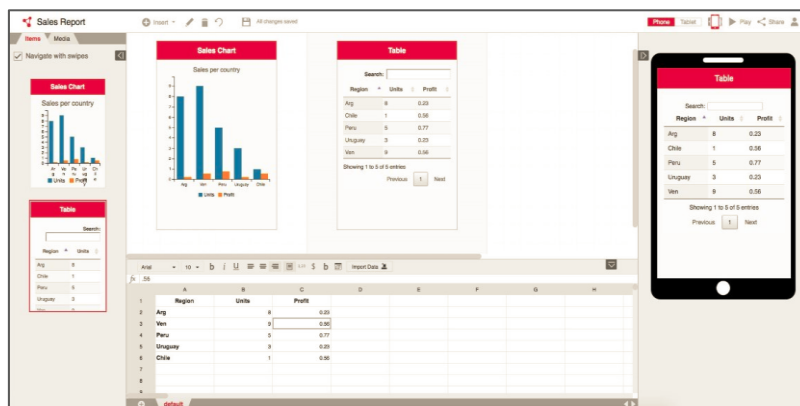 Sales Report
Insert
All changes saved
Phone Tablet
Play
Share
Items Media
Navigate with swipes
Sales Chart
Sales per country
Units Profit
Table
Search:
Region Units
Arg 8
Chile 1
Peru 5
Uruguay 3
Sales Chart
Sales per country
Arg Ven Peru Uruguay Chile
Units Profit
Table
Search:
Region Units Profit
Arg 8 0.23
Chile 1 0.56
Peru 5 0.77
Uruguay 3 0.23
Ven 9 0.56
Showing 1 to 5 of 5 entries
Previous 1 Next
Arial 10 b i U $ b Import Data
fx .56
A B C D E F G H
1 Region Units Profit
2 Arg 8 0.23
3 Ven 9 0.56
4 Peru 5 0.77
5 Uruguay 3 0.23
6 Chile 1 0.56
7
8
9
default
Table
Search:
Region Units Profit
Arg 8 0.23
Chile 1 0.56
Peru 5 0.77
Uruguay 3 0.23
Ven 9 0.56
Showing 1 to 5 of 5 entries
Previous 1 Next